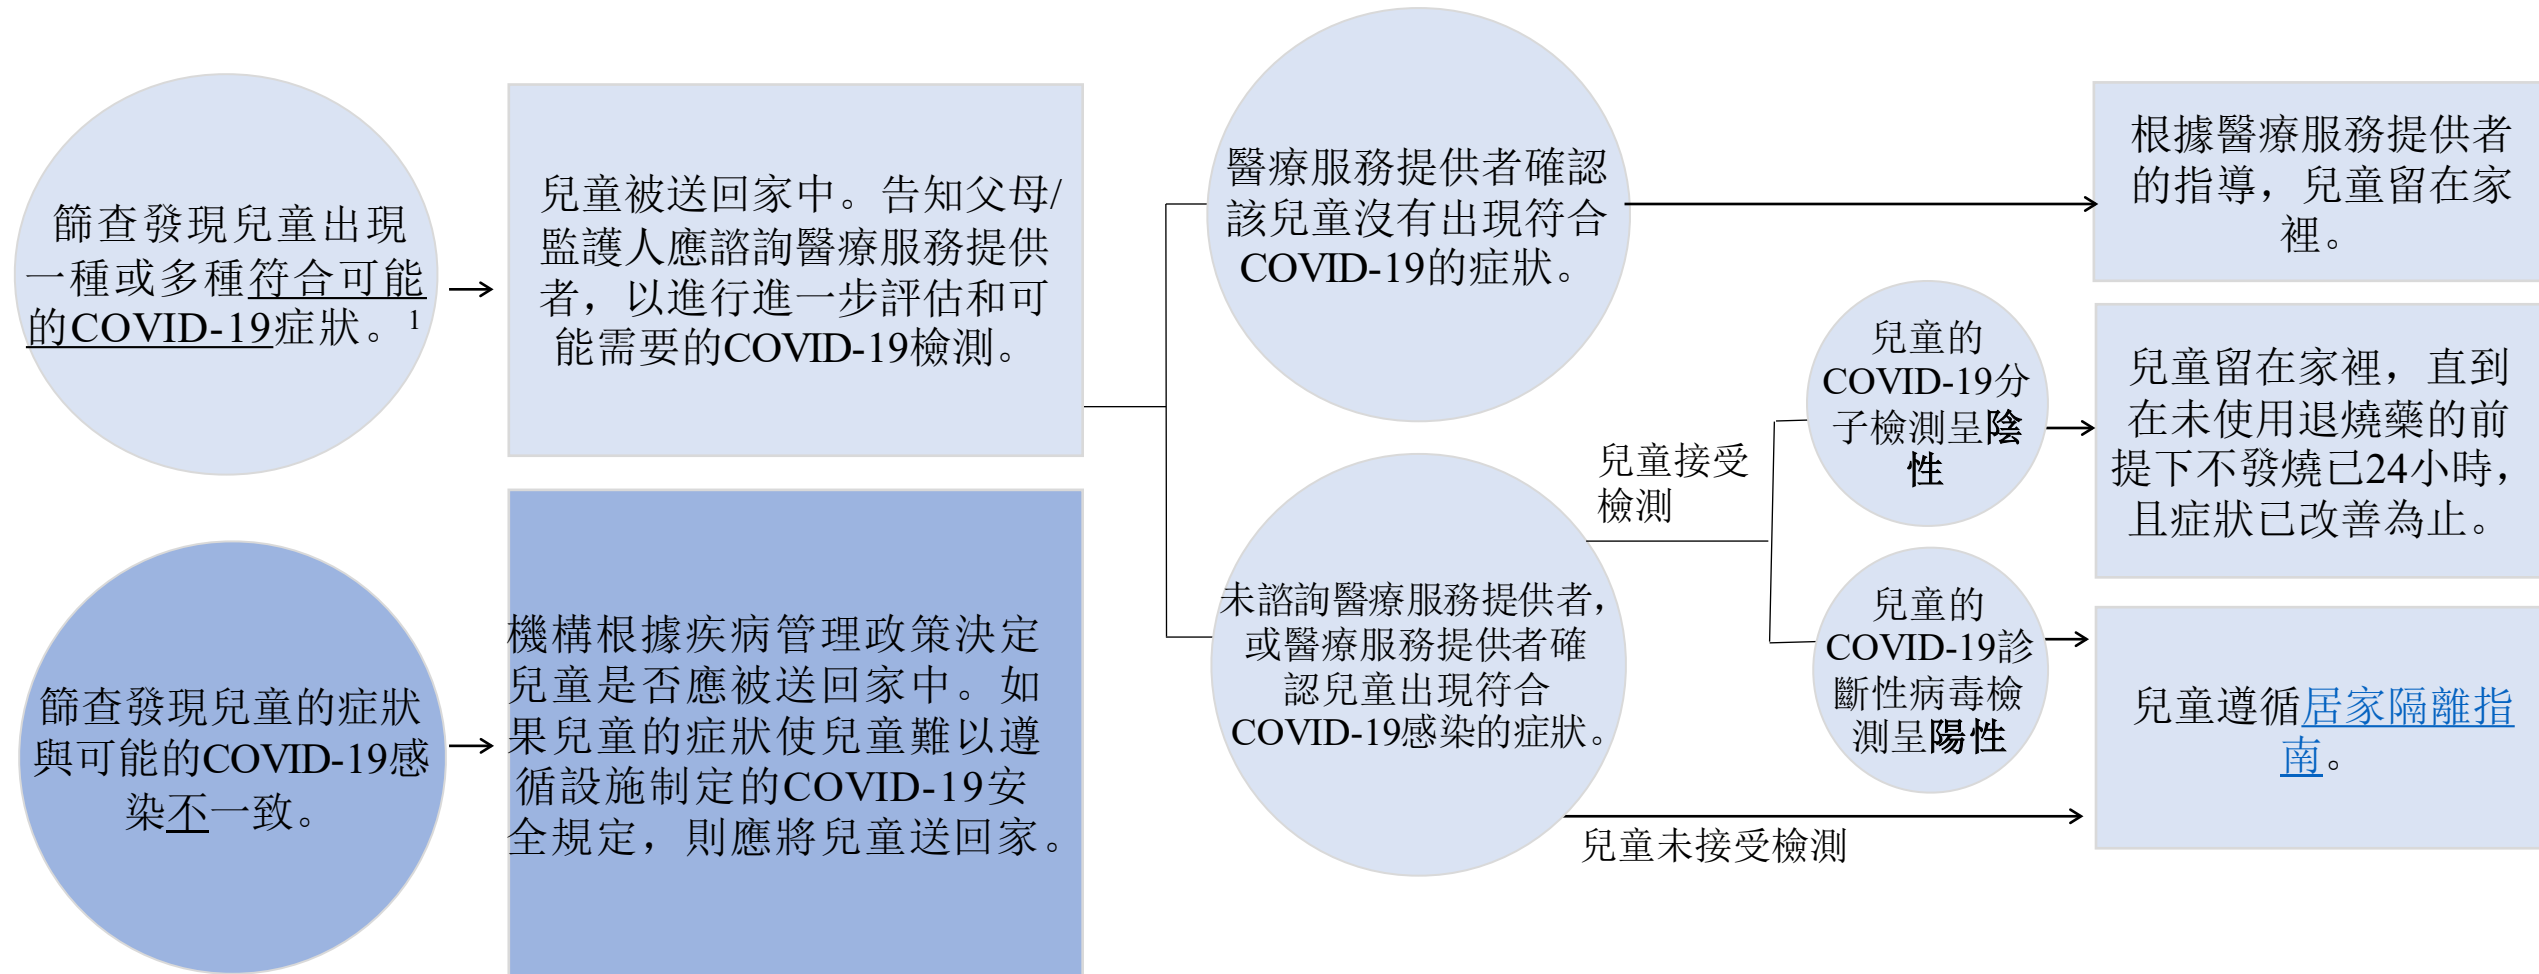 篩查發現兒童出現
一種或多種符合可能
的COVID-19症狀。1
兒童被送回家中。告知父母/
監護人應諮詢醫療服務提供
者，以進行進一步評估和可
能需要的COVID-19檢測。
醫療服務提供者確認
該兒童沒有出現符合
COVID-19的症狀。
根據醫療服務提供者
的指導，兒童留在家
裡。
兒童接受
檢測
兒童的
COVID-19分
子檢測呈陰
性
兒童留在家裡，直到
在未使用退燒藥的前
提下不發燒已24小時，
且症狀已改善為止。
未諮詢醫療服務提供者，
或醫療服務提供者確
認兒童出現符合
COVID-19感染的症狀。
兒童的
COVID-19診
斷性病毒檢
測呈陽性
兒童遵循居家隔離指
南。
兒童未接受檢測
篩查發現兒童的症狀
與可能的COVID-19感
染不一致。
機構根據疾病管理政策決定
兒童是否應被送回家中。如
果兒童的症狀使兒童難以遵
循設施制定的COVID-19安
全規定，則應將兒童送回家。